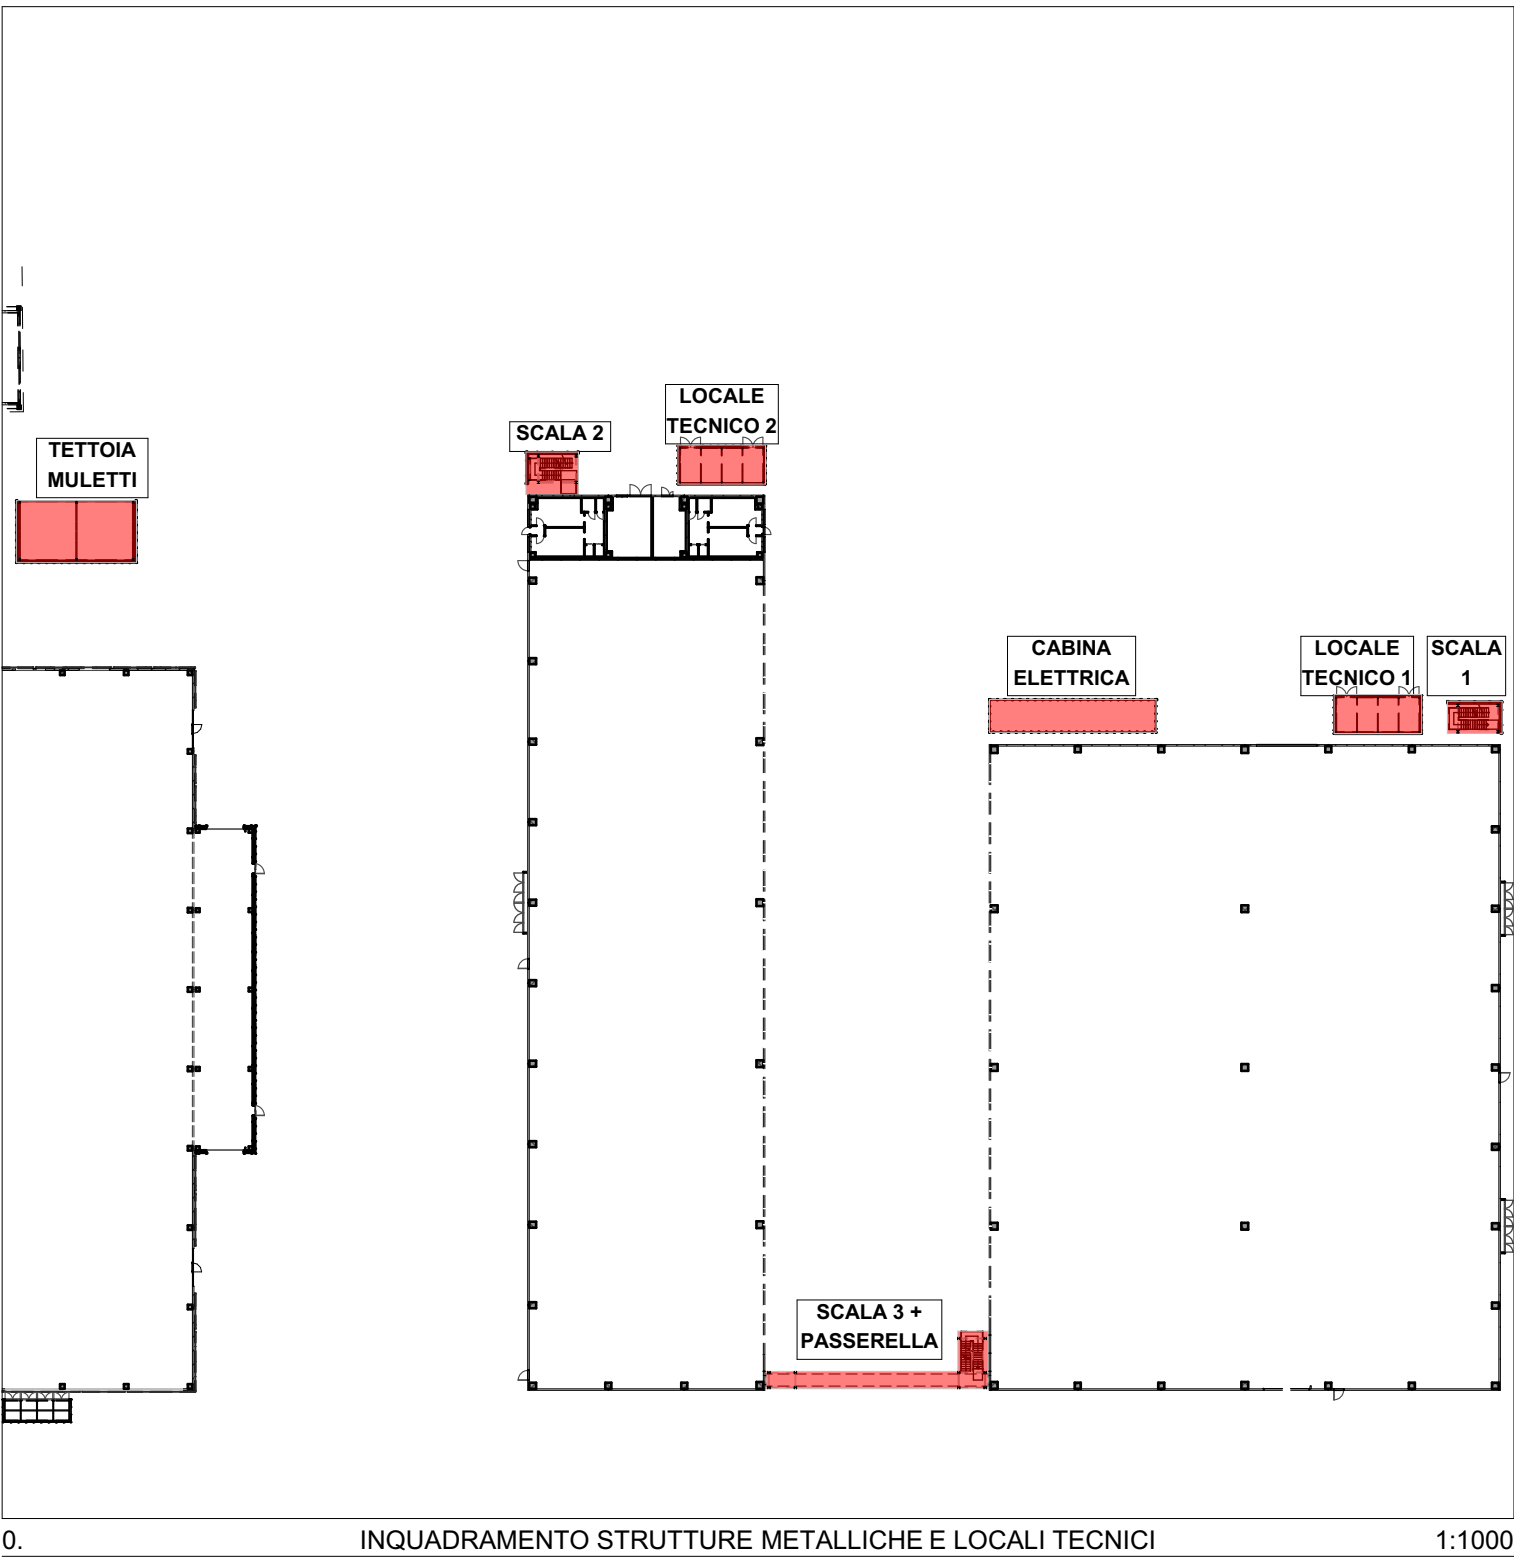 LOCALE
TECNICO 2
SCALA 2
TETTOIA
MULETTI
CABINA
ELETTRICA
LOCALE
TECNICO 1
SCALA
1
SCALA 3 +
PASSERELLA
0. INQUADRAMENTO STRUTTURE METALLICHE E LOCALI TECNICI 1:1000